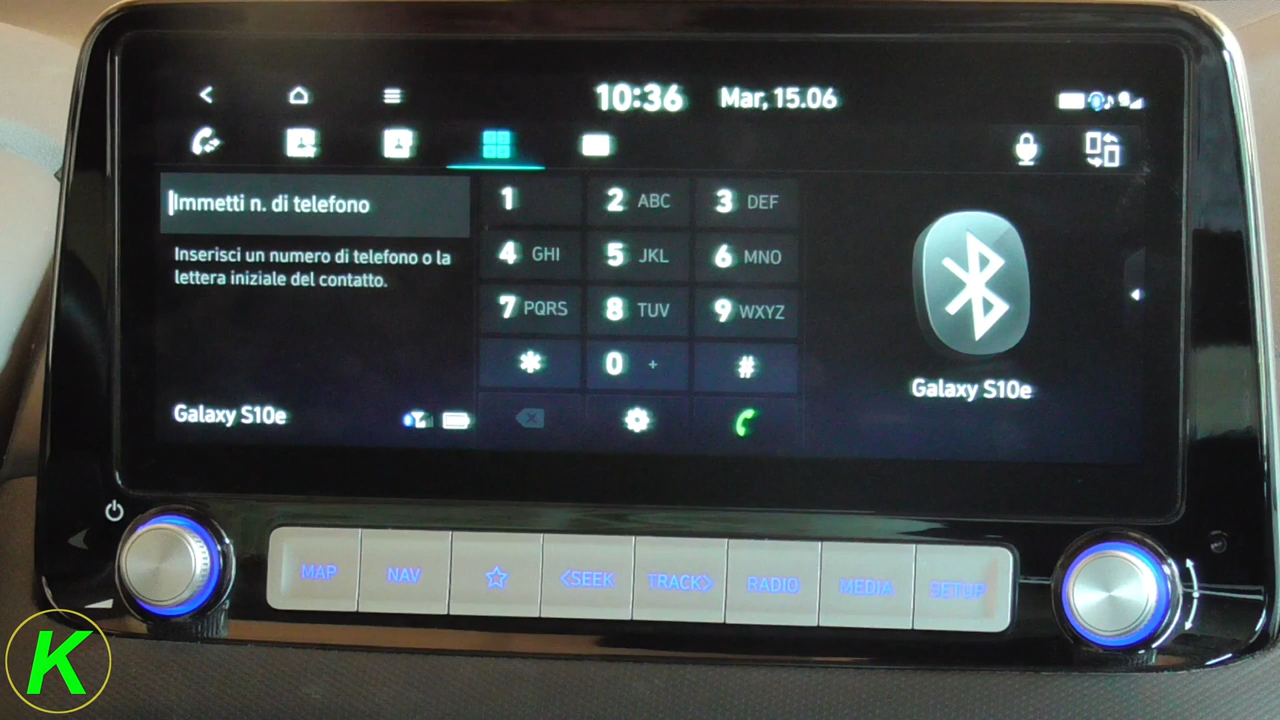 10:36 Mar, 15.06
Immetti n. di telefono
Inserisci un numero di telefono o la
lettera iniziale del contatto.
Galaxy S10e
1
2 ABC
3 DEF
4 GHI
5 JKL
6 MNO
7 PQRS
8 TUV
9 WXYZ
*
0 +
#
Galaxy S10e
MAP
NAV
<SEEK
TRACK>
RADIO
MEDIA
SETUP
K